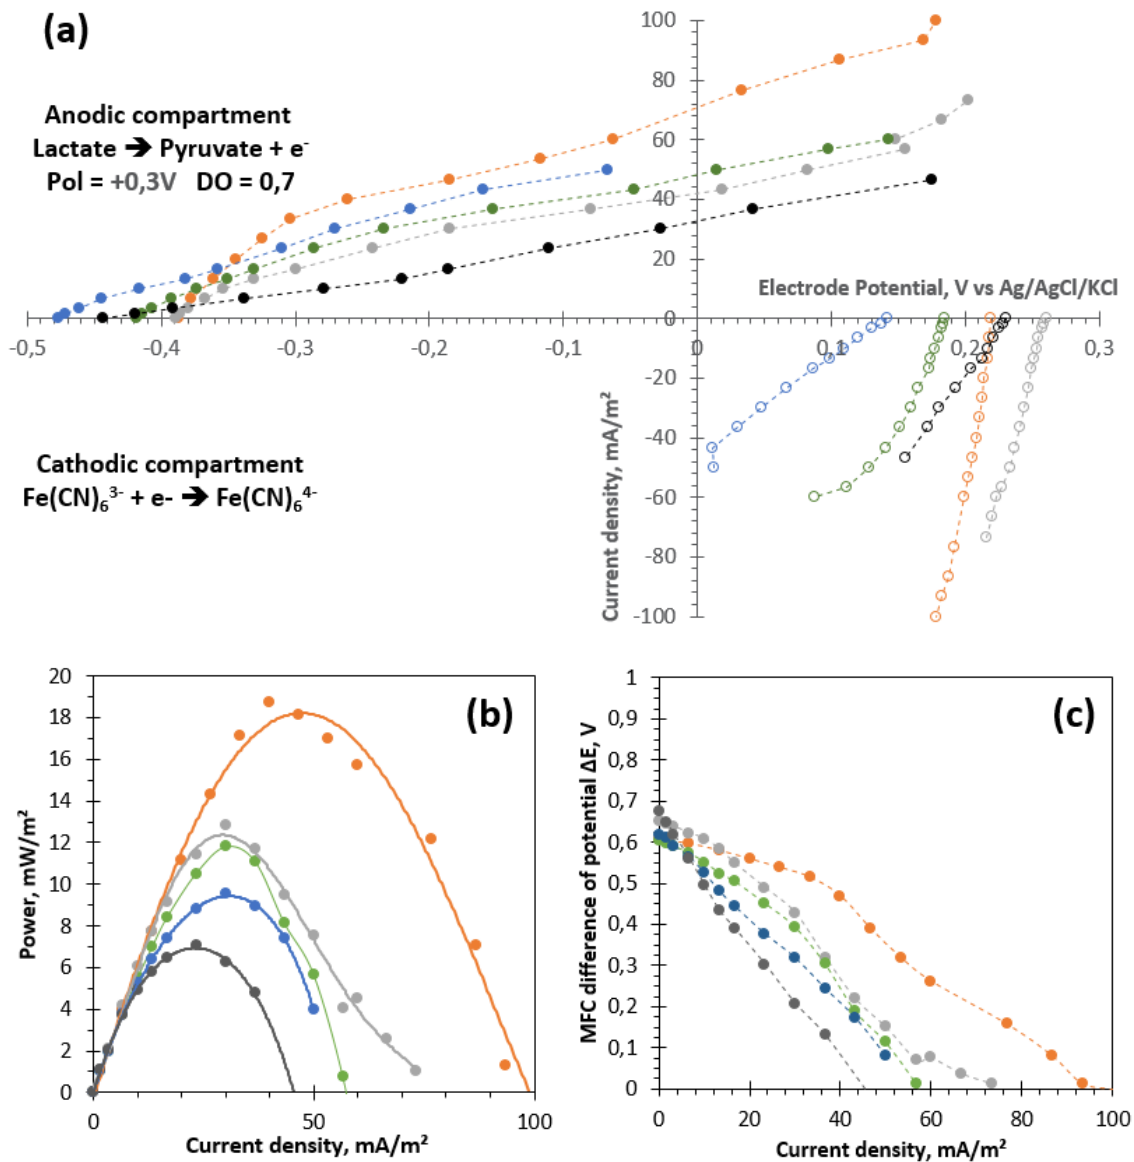 (a)
100
80
60
40
20
0
Anodic compartment
Lactate ➔ Pyruvate + e⁻
Pol = +0,3V DO = 0,7
Electrode Potential, V vs Ag/AgCl/KCl
-0,5 -0,4 -0,3 -0,2 -0,1 0 0,1 0,2 0,3
-20
-40
-60
-80
-100
Current density, mA/m²
Cathodic compartment
Fe(CN)₆³⁻ + e- ➔ Fe(CN)₆⁴⁻
(b)
20
18
16
14
12
10
8
6
4
2
0
Power, mW/m²
0 50 100
Current density, mA/m²
(c)
1
0,9
0,8
0,7
0,6
0,5
0,4
0,3
0,2
0,1
0
MFC difference of potential ΔE, V
0 20 40 60 80 100
Current density, mA/m²